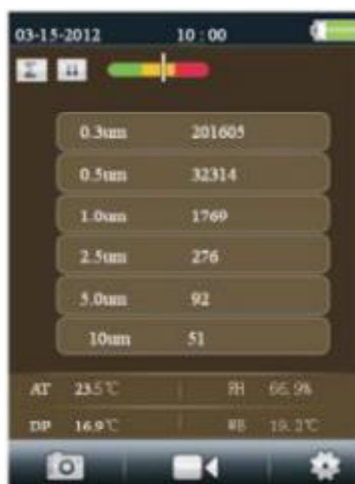 03-15-2012 10:00
0.3um 201605
0.5um 32314
1.0um 1769
2.5um 276
5.0um 92
10um 51
AT 23.5℃ RH 66.9%
DP 16.9℃ WB 19.2℃